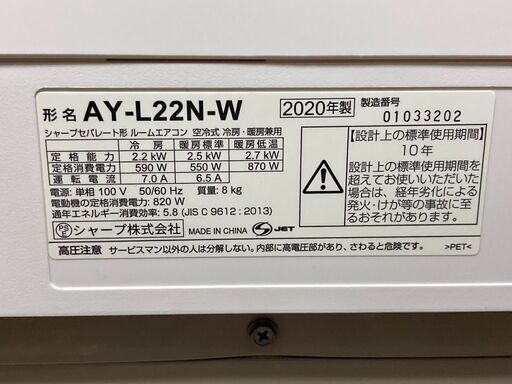 形名 AY-L22N-W 2020年製 製造番号 01033202
シャープセパレート形 ルームエアコン 空冷式 冷房・暖房兼用
冷房 暖房標準 暖房低温
定格能力 2.2 kW 2.5 kW 2.7 kW
定格消費電力 590 W 550 W 870 W
運転電流 7.0 A 6.5 A
電源: 単相 100 V 50/60 Hz 質量: 8 kg
電動機の定格消費電力: 820 W
通年エネルギー消費効率: 5.8 (JIS C 9612 : 2013)
PSE シャープ株式会社 MADE IN CHINA JET
【設計上の標準使用期間】
10年
設計上の標準使用期間を
超えてお使いいただいた
場合は、経年劣化による
発火・けが等の事故に至
るおそれがあります。
高圧注意 サービスマン以外の人は分解しない。内部に高電圧部があり、さわると危険です。
>PET<